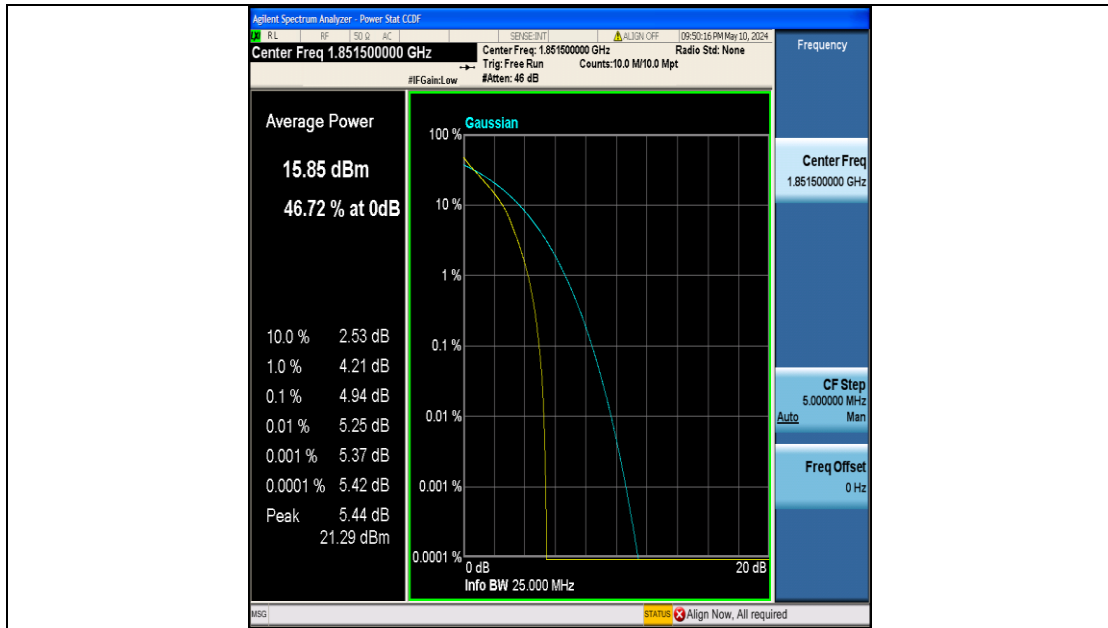 Agilent Spectrum Analyzer - Power Stat CCDF
RL RF 50 Ω AC SENSE:INT ALIGN OFF 09:50:16 PM May 10, 2024
Center Freq 1.851500000 GHz
Center Freq: 1.851500000 GHz Radio Std: None
Trig: Free Run Counts:10.0 M/10.0 Mpt
#IFGain:Low #Atten: 46 dB
Frequency
Average Power
15.85 dBm
46.72 % at 0dB
10.0 % 2.53 dB
1.0 % 4.21 dB
0.1 % 4.94 dB
0.01 % 5.25 dB
0.001 % 5.37 dB
0.0001 % 5.42 dB
Peak 5.44 dB
21.29 dBm
Gaussian
100 %
10 %
1 %
0.1 %
0.01 %
0.001 %
0.0001 %
0 dB 20 dB
Info BW 25.000 MHz
Center Freq
1.851500000 GHz
CF Step
5.000000 MHz
Auto Man
Freq Offset
0 Hz
MSG STATUS Align Now, All required